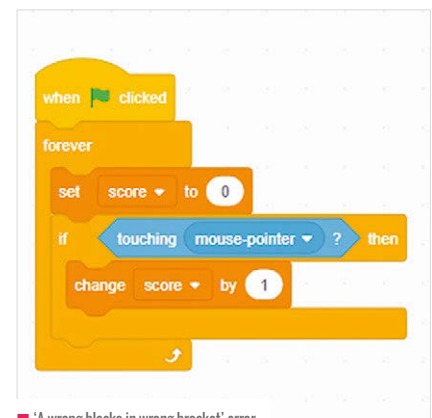 when clicked
forever
set score to 0
if touching mouse-pointer ? then
change score by 1
'A wrong blocks in wrong bracket' error